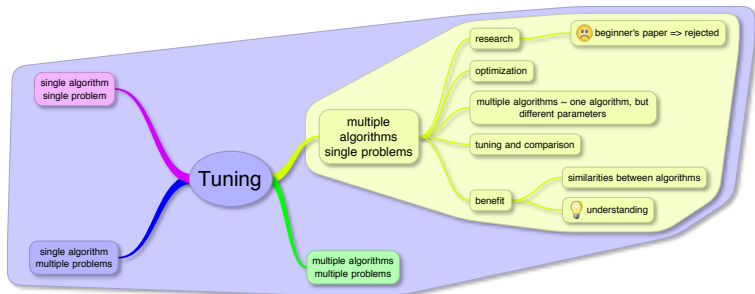 Tuning
single algorithm
single problem
single algorithm
multiple problems
multiple
algorithms
single problems
research
beginner's paper => rejected
optimization
multiple algorithms ~ one algorithm, but
different parameters
tuning and comparison
benefit
similarities between algorithms
understanding
multiple algorithms
multiple problems